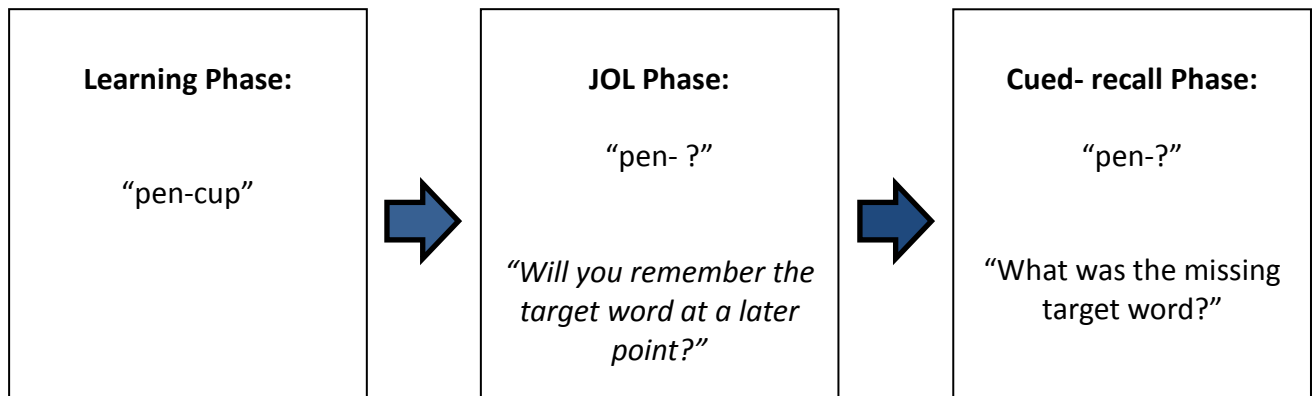 Learning Phase:
“pen-cup”
JOL Phase:
“pen- ?”
“Will you remember the
target word at a later
point?”
Cued- recall Phase:
“pen-?”
“What was the missing
target word?”